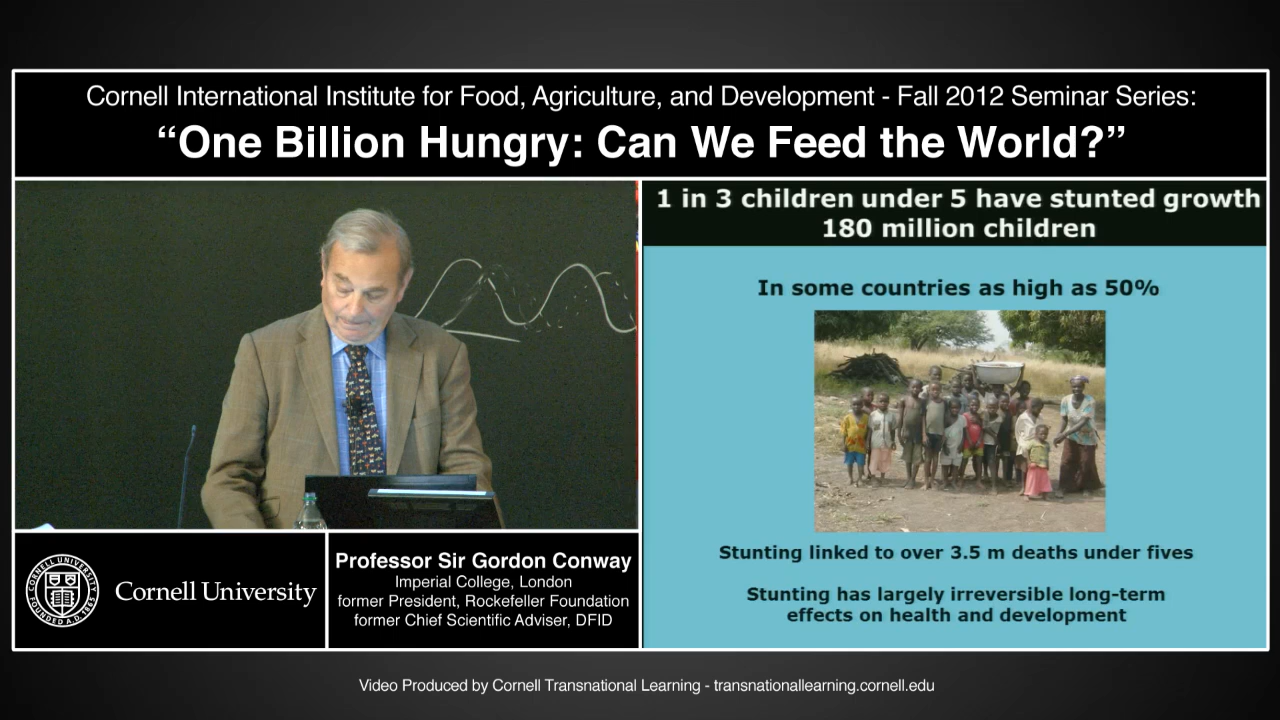 Cornell International Institute for Food, Agriculture, and Development - Fall 2012 Seminar Series:
“One Billion Hungry: Can We Feed the World?”
1 in 3 children under 5 have stunted growth
180 million children
In some countries as high as 50%
Stunting linked to over 3.5 m deaths under fives
Stunting has largely irreversible long-term
effects on health and development
CORNELL UNIVERSITY
FOUNDED A.D. 1865
Cornell University
Professor Sir Gordon Conway
Imperial College, London
former President, Rockefeller Foundation
former Chief Scientific Adviser, DFID
Video Produced by Cornell Transnational Learning - transnationallearning.cornell.edu